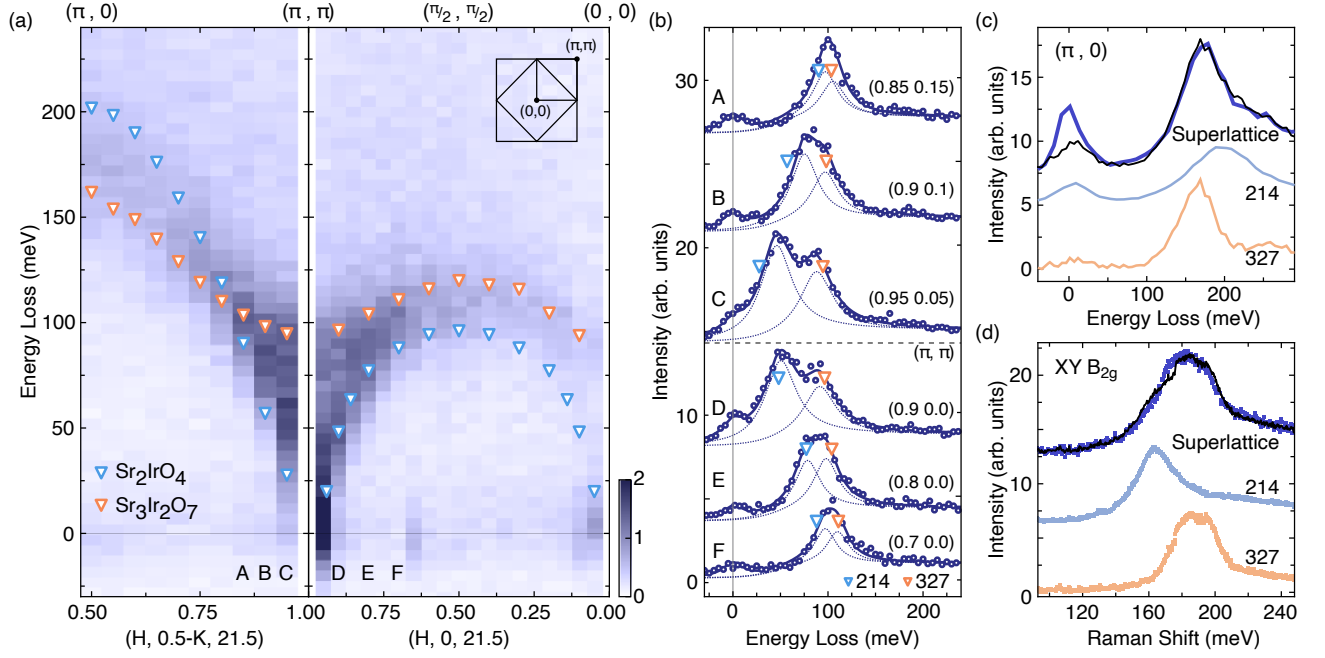 (a)
(π, 0)
(π, π)
(π/2, π/2)
(0, 0)
Energy Loss (meV)
200
150
100
50
0
(π,π)
(0,0)
Sr₂IrO₄
Sr₃Ir₂O₇
A
B
C
D
E
F
2
1
0
0.50
0.75
1.00
0.75
0.50
0.25
0.00
(H, 0.5-K, 21.5)
(H, 0, 21.5)
(b)
Intensity (arb. units)
30
20
10
0
A
(0.85 0.15)
B
(0.9 0.1)
C
(0.95 0.05)
(π, π)
D
(0.9 0.0)
E
(0.8 0.0)
F
(0.7 0.0)
214
327
0
100
200
Energy Loss (meV)
(c)
(π, 0)
Intensity (arb. units)
15
10
5
0
Superlattice
214
327
0
100
200
Energy Loss (meV)
(d)
XY B₂g
Intensity (arb. units)
20
10
0
Superlattice
214
327
120
160
200
240
Raman Shift (meV)